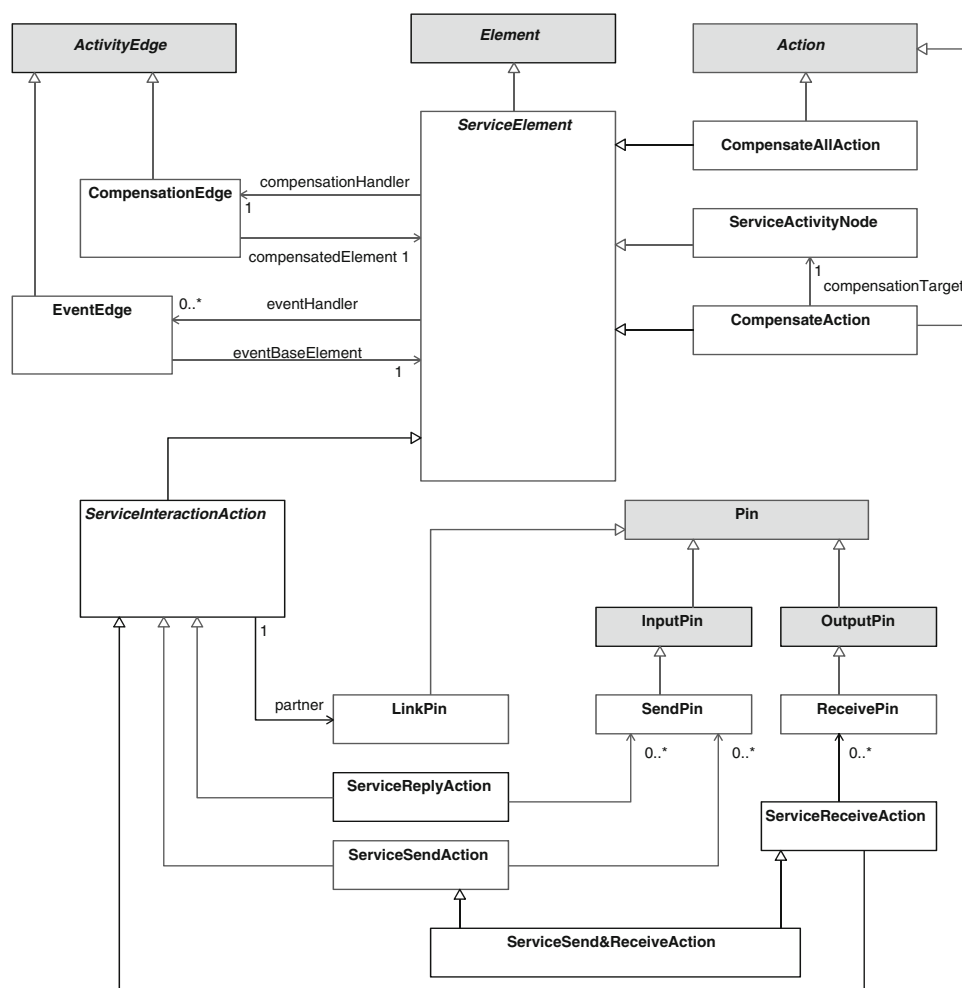 ActivityEdge
Element
Action
ServiceElement
CompensateAllAction
compensationHandler
CompensationEdge
1
compensatedElement 1
ServiceActivityNode
1
compensationTarget
0..*
eventHandler
EventEdge
CompensateAction
eventBaseElement
1
ServiceInteractionAction
Pin
1
InputPin
OutputPin
partner
LinkPin
SendPin
ReceivePin
0..*
0..*
0..*
ServiceReplyAction
ServiceReceiveAction
ServiceSendAction
ServiceSend&ReceiveAction